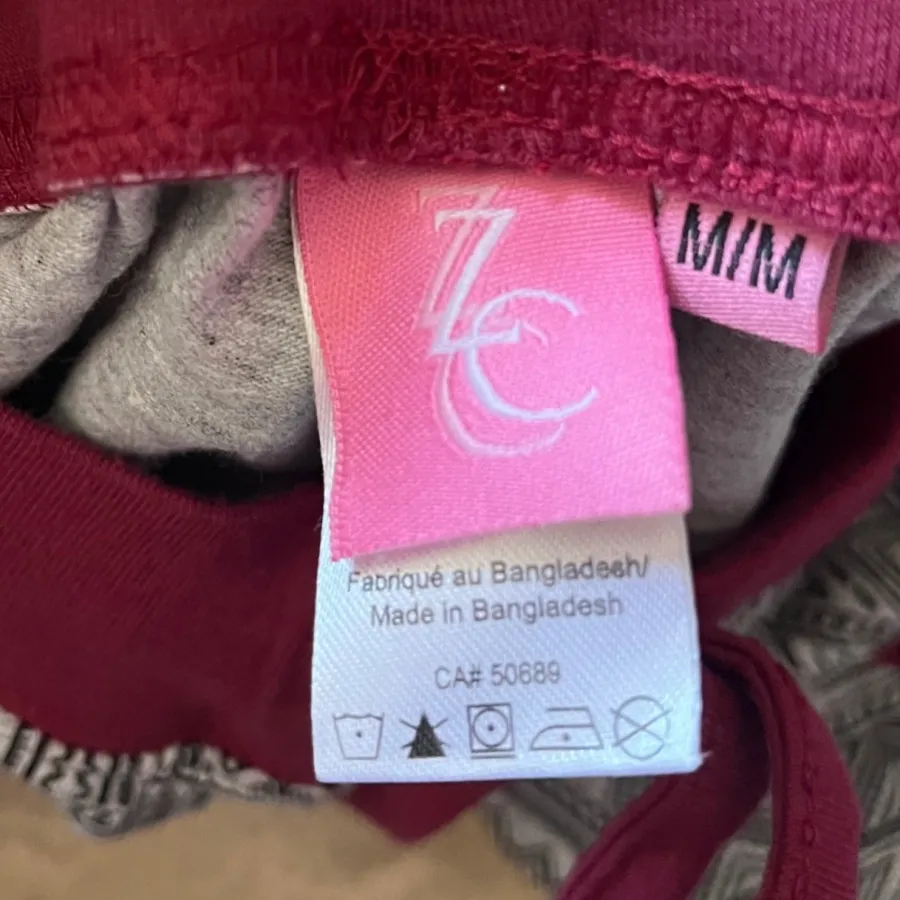 ZC
M/M
Fabriqué au Bangladesh/
Made in Bangladesh
CA# 50689